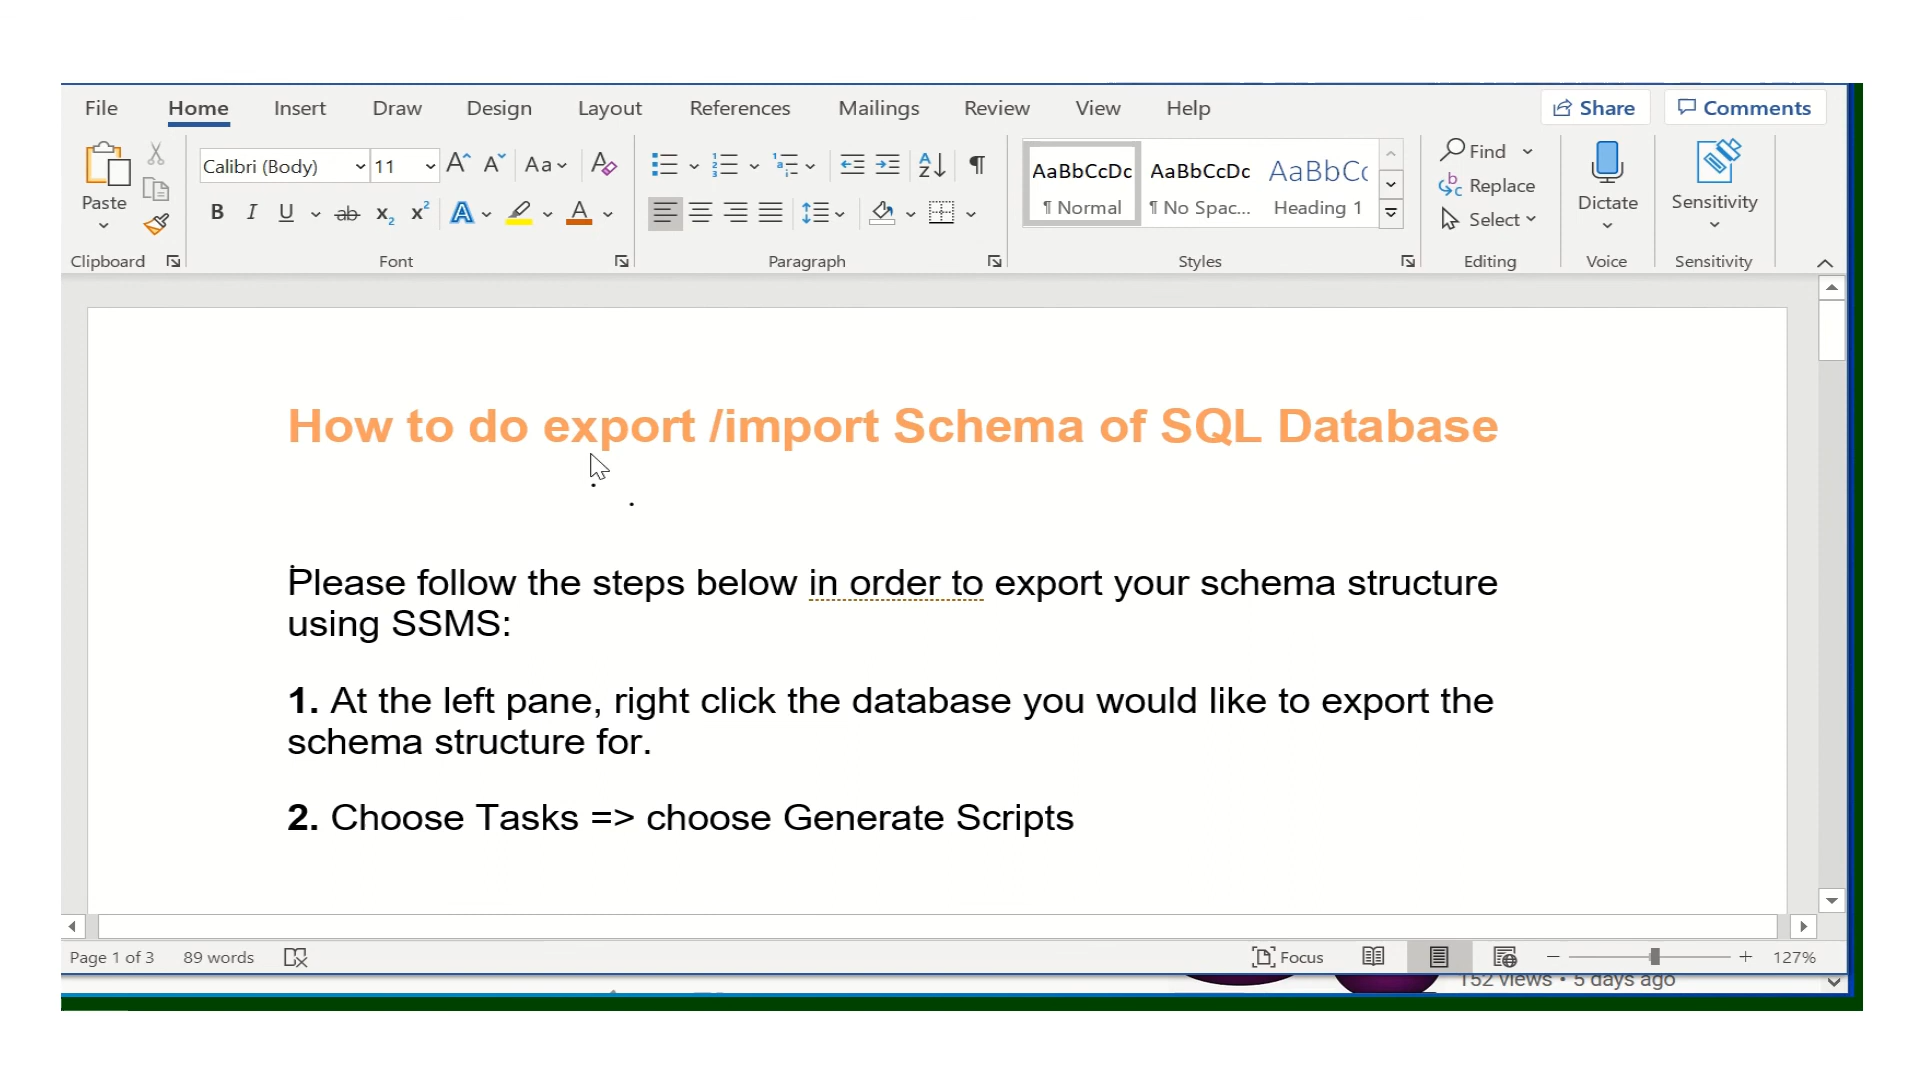 File Home Insert Draw Design Layout References Mailings Review View Help Share Comments
Calibri (Body) 11 Aa AaBbCcDc AaBbCcDc AaBbCc Find
Paste ¶ Normal ¶ No Spac... Heading 1 Replace Dictate Sensitivity
B I U ab x₂ x² A A Select
Clipboard Font Paragraph Styles Editing Voice Sensitivity
How to do export /import Schema of SQL Database
Please follow the steps below in order to export your schema structure
using SSMS:
1. At the left pane, right click the database you would like to export the
schema structure for.
2. Choose Tasks => choose Generate Scripts
Page 1 of 3 89 words Focus 127%
152 views • 5 days ago